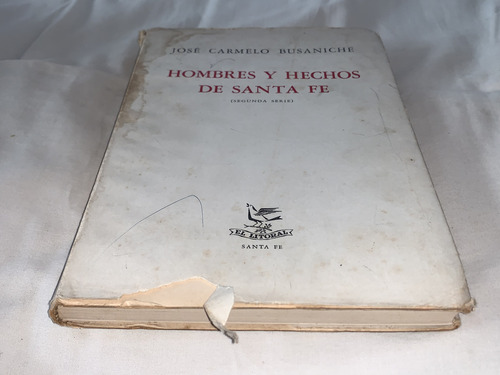 JOSÉ CARMELO BUSANICHE
HOMBRES Y HECHOS
DE SANTA FE
(SEGUNDA SERIE)
EL LITORAL
SANTA FE